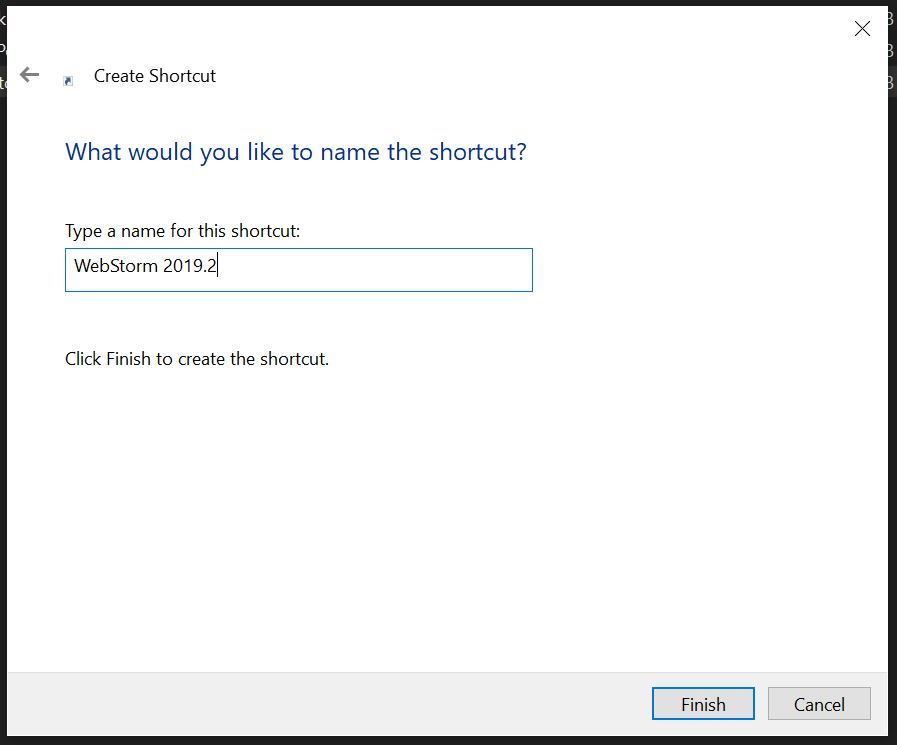 Create Shortcut
What would you like to name the shortcut?
Type a name for this shortcut:
WebStorm 2019.2
Click Finish to create the shortcut.
Finish
Cancel